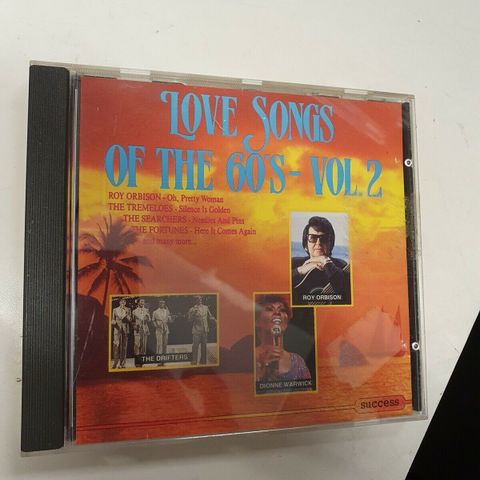 LOVE SONGS
OF THE 60'S - VOL. 2
ROY ORBISON - Oh, Pretty Woman
THE TREMELOES - Silence Is Golden
THE SEARCHERS - Needles And Pins
THE FORTUNES - Here It Comes Again
and many more...
ROY ORBISON
THE DRIFTERS
DIONNE WARWICK
success